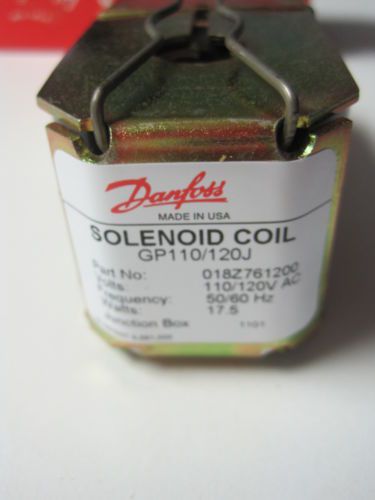 Danfoss
MADE IN USA
SOLENOID COIL
GP110/120J
Part No: 018Z761200
Volts: 110/120V AC
Frequency: 50/60 Hz
Watts: 17.5
Junction Box 1101